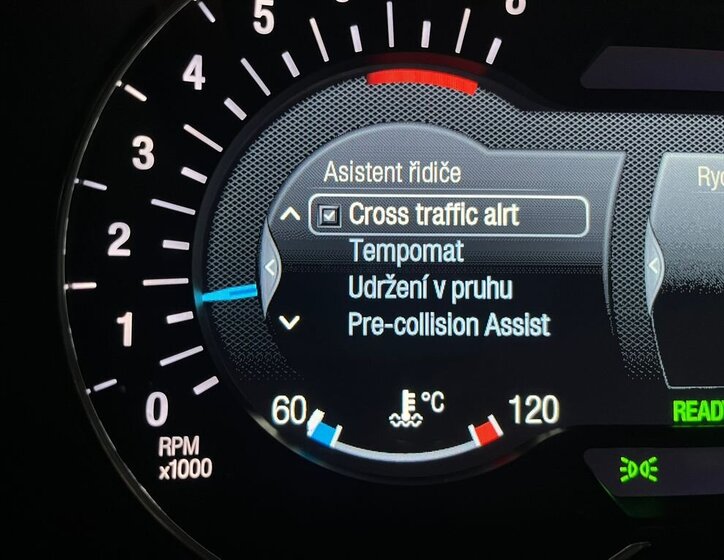 5
4
3
2
1
0
RPM
x1000
Asistent řidiče
Cross traffic alrt
Tempomat
Udržení v pruhu
Pre-collision Assist
60
°C
120